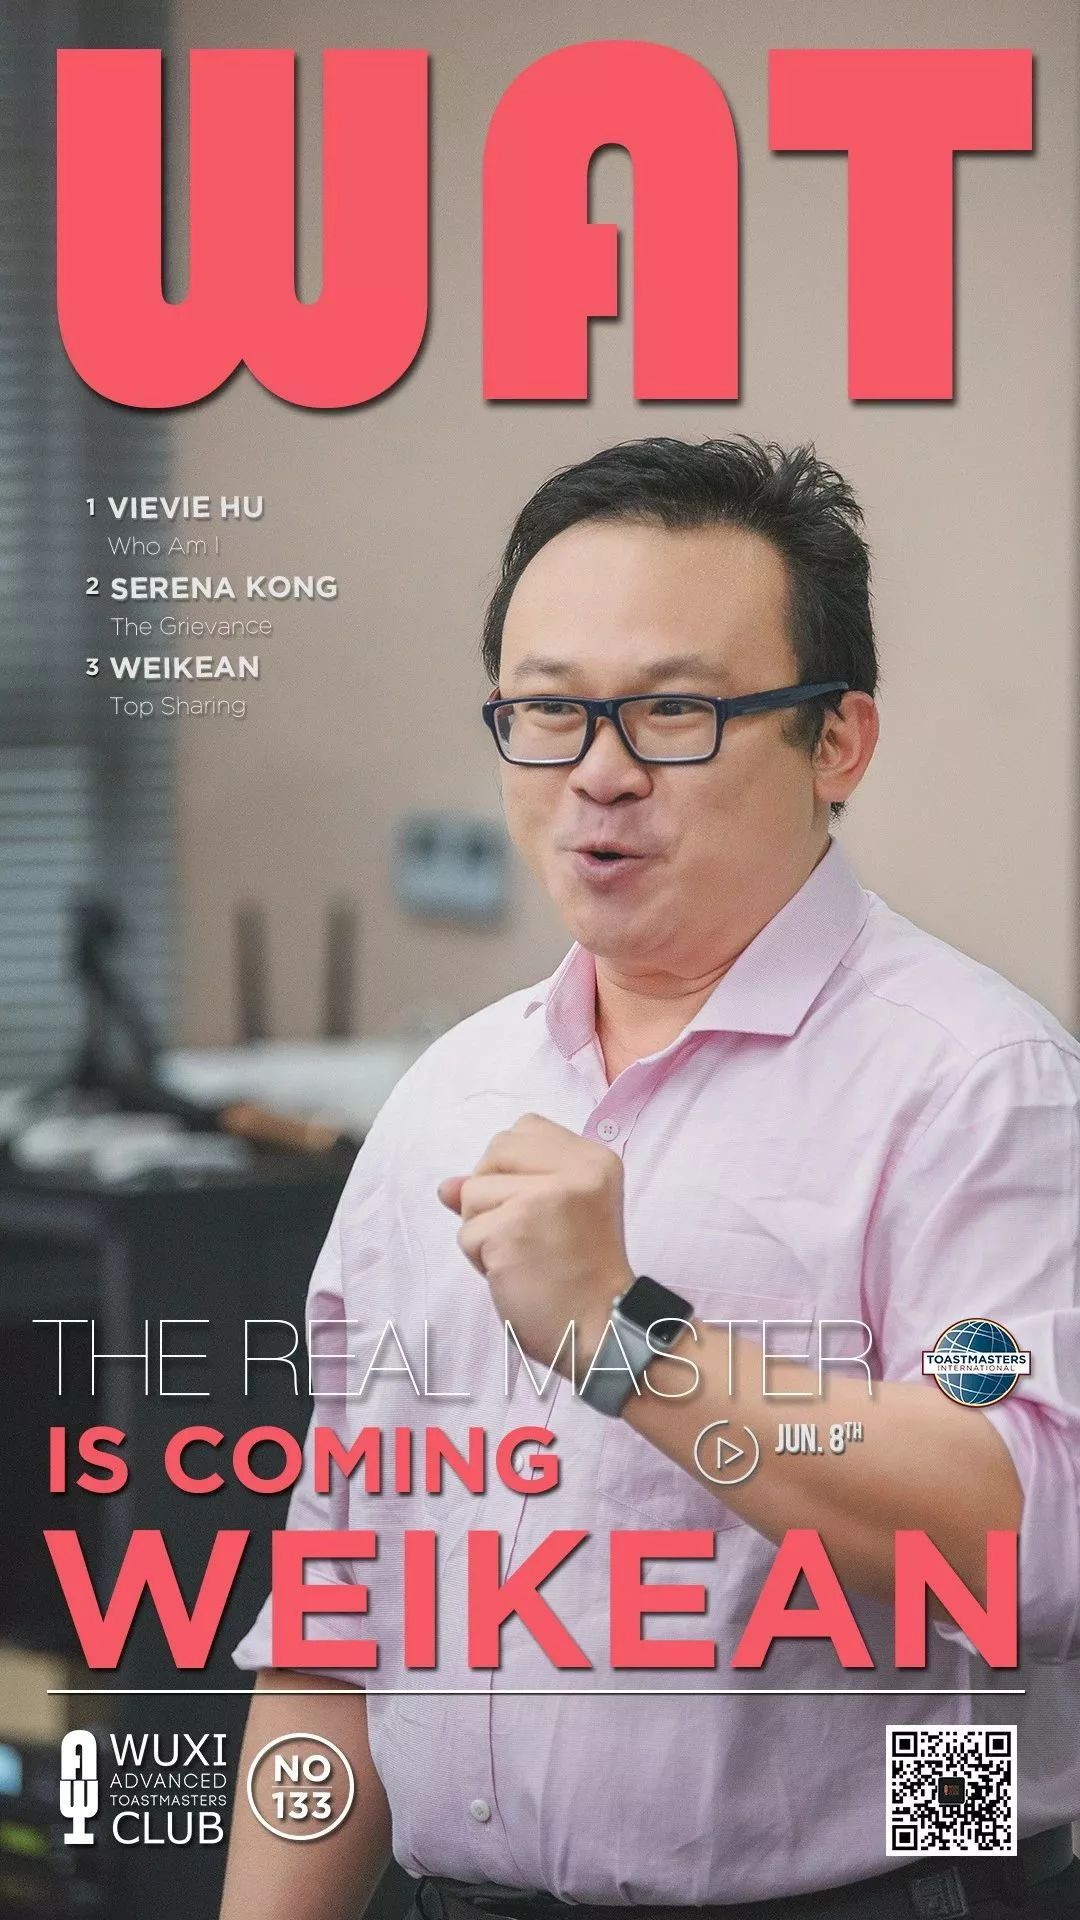 WAT
1 VIEVIE HU
Who Am I
2 SERENA KONG
The Grievance
3 WEIKEAN
Top Sharing
THE REAL MASTER
TOASTMASTERS
INTERNATIONAL
IS COMING
JUN. 8TH
WEIKEAN
WUXI
ADVANCED
TOASTMASTERS
CLUB
NO
133